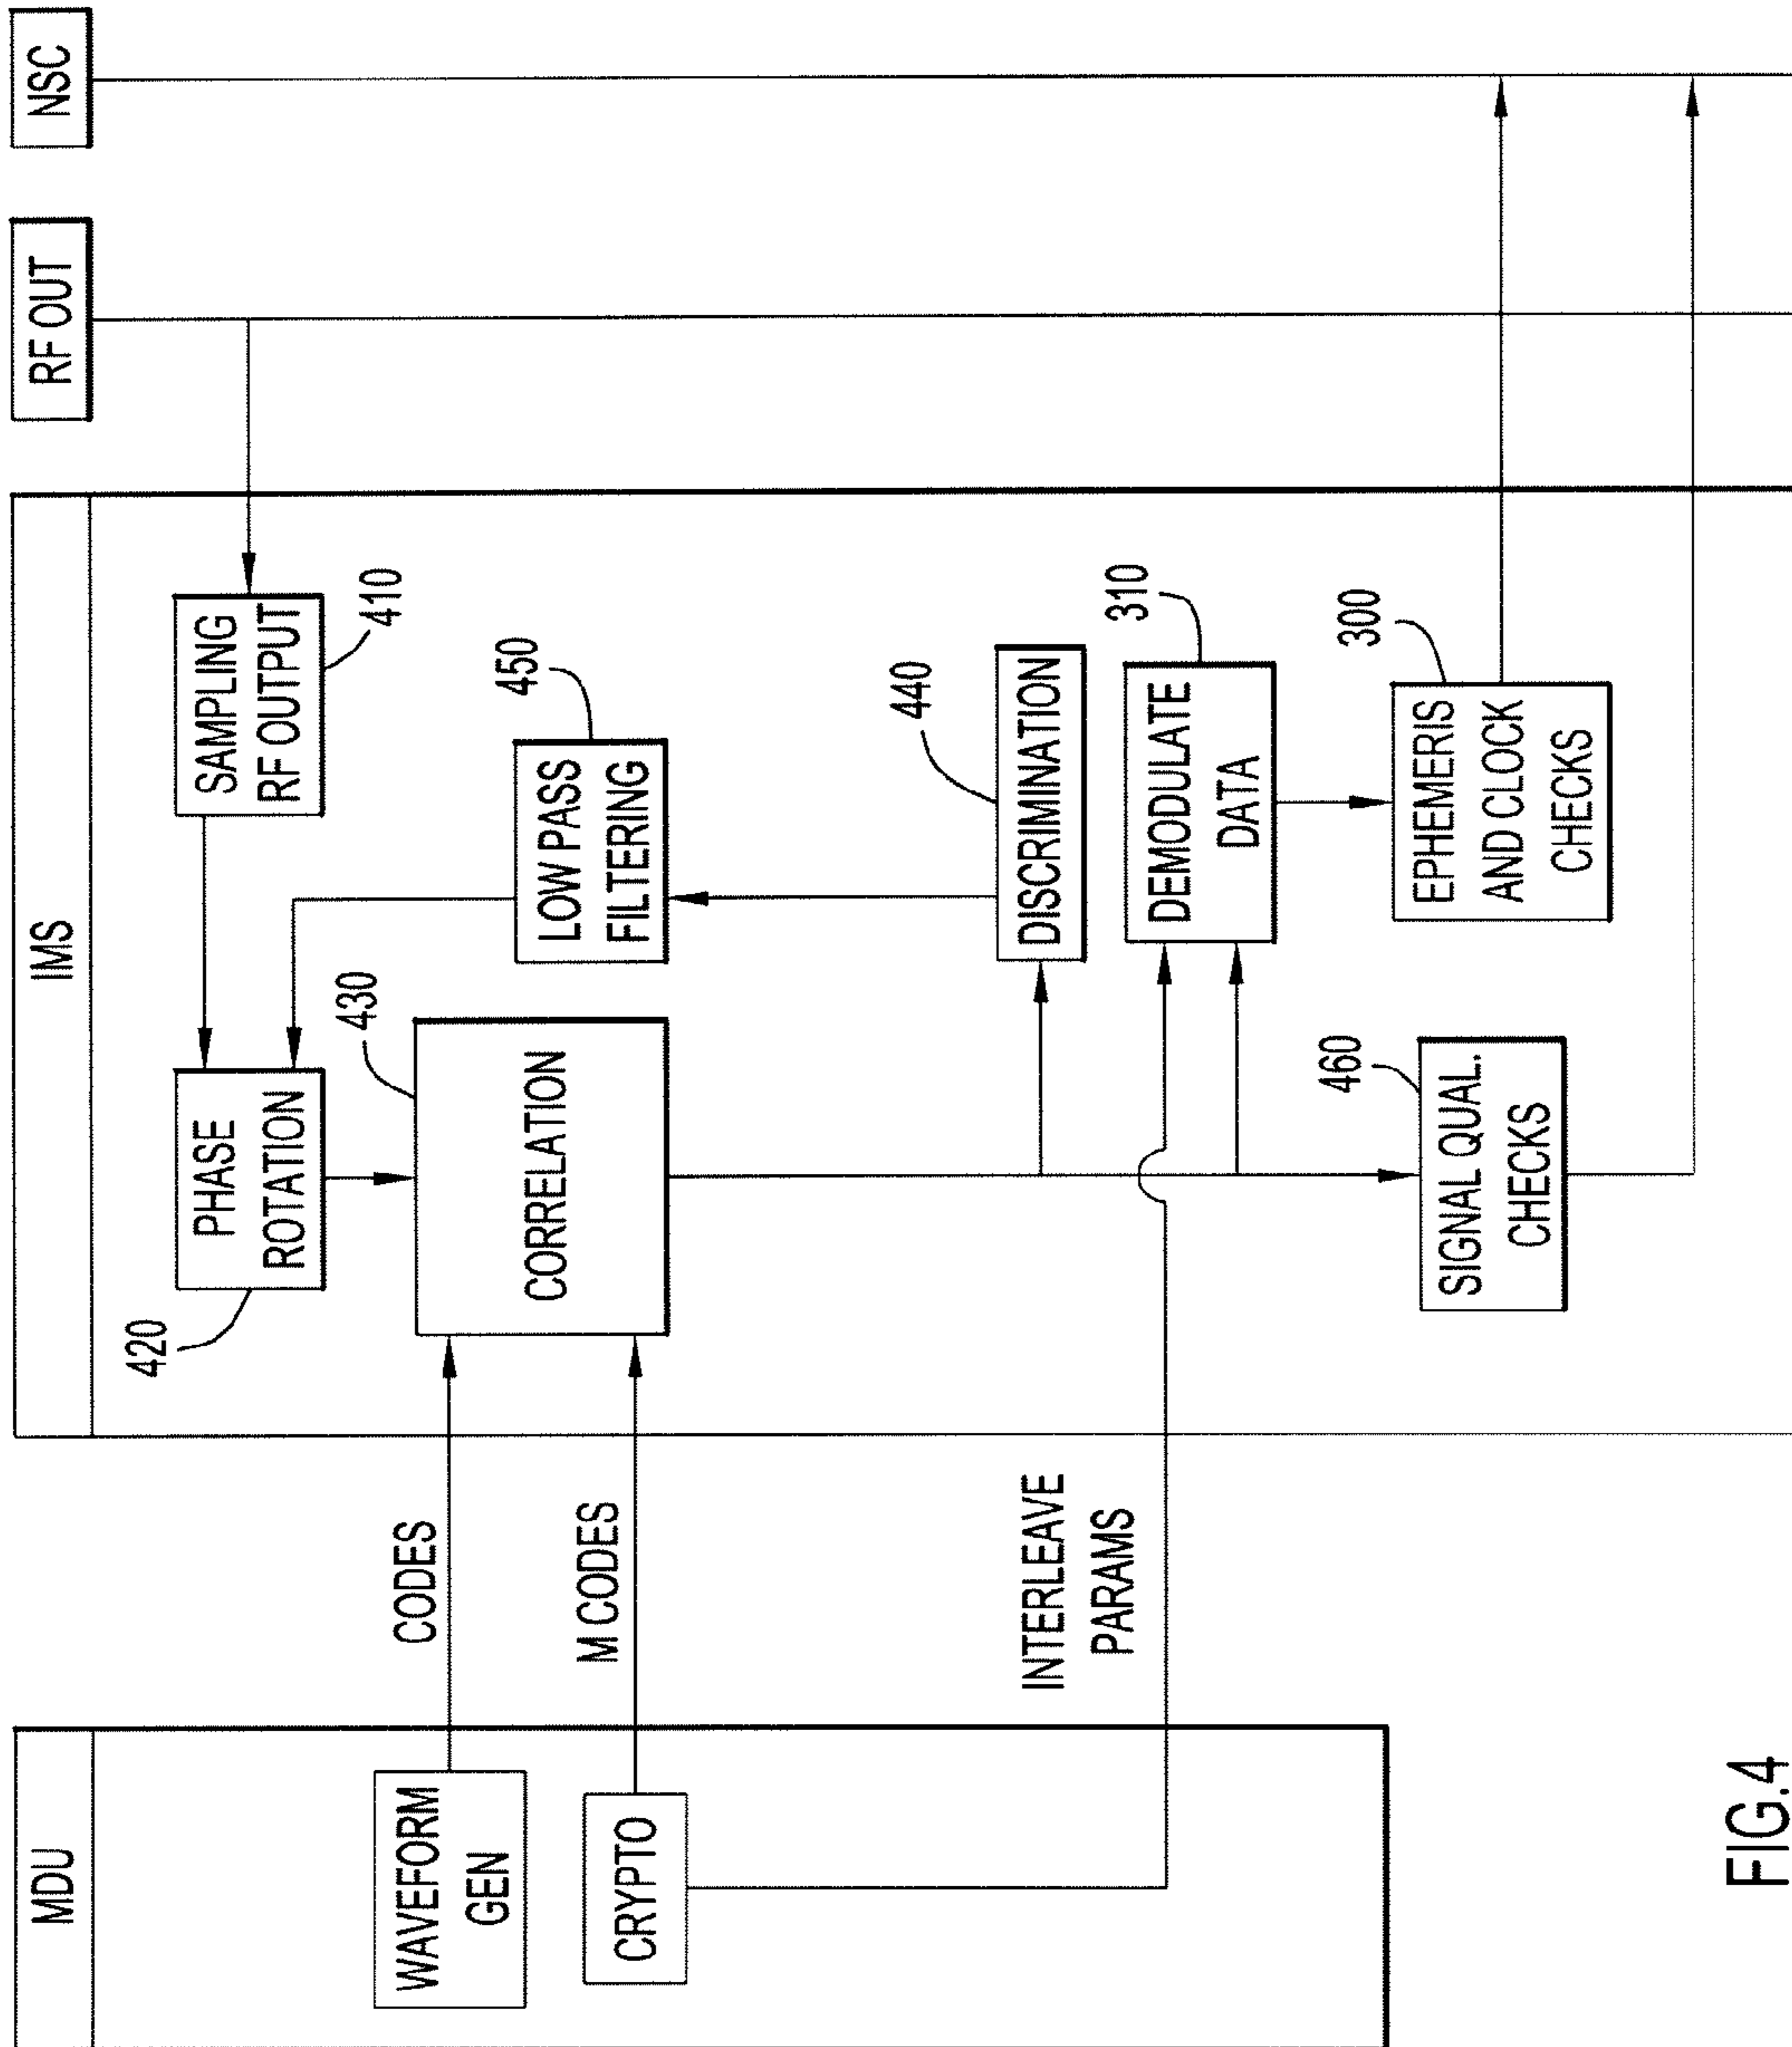 MDU
IMS
RF OUT
NSC
SAMPLING
RF OUTPUT
410
PHASE
ROTATION
420
WAVEFORM
GEN
CODES
CORRELATION
430
LOW PASS
FILTERING
450
CRYPTO
M CODES
DISCRIMINATION
440
INTERLEAVE
PARAMS
DEMODULATE
DATA
310
SIGNAL QUAL.
CHECKS
460
EPHEMERIS
AND CLOCK
CHECKS
300
FIG.4